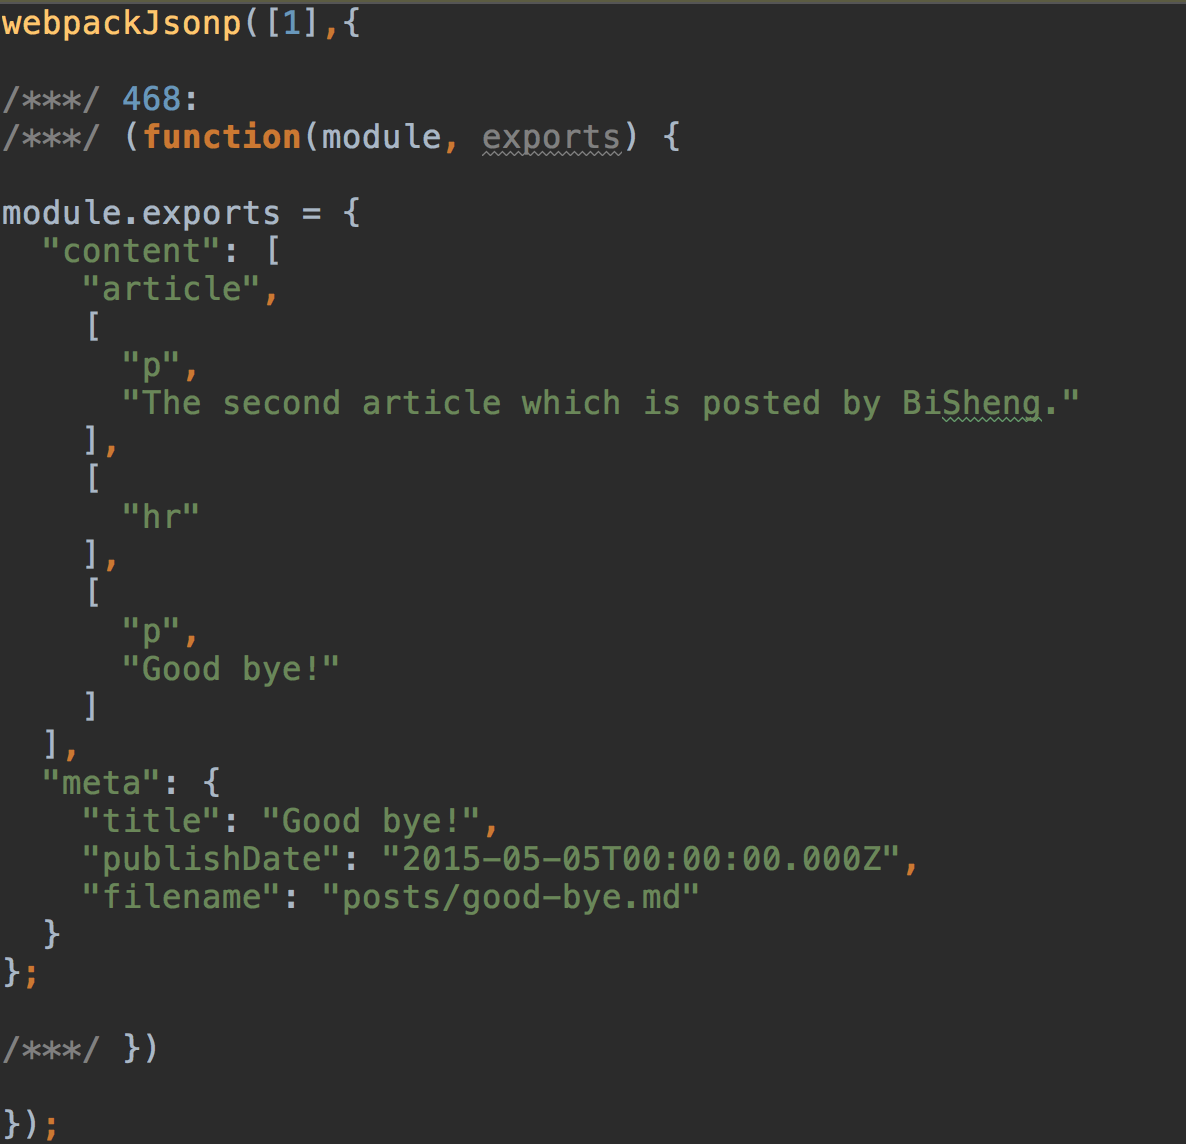 webpackJsonp([1],{
/***/ 468:
/***/ (function(module, exports) {
module.exports = {
  "content": [
    "article",
    [
      "p",
      "The second article which is posted by BiSheng."
    ],
    [
      "hr"
    ],
    [
      "p",
      "Good bye!"
    ]
  ],
  "meta": {
    "title": "Good bye!",
    "publishDate": "2015-05-05T00:00:00.000Z",
    "filename": "posts/good-bye.md"
  }
};
/***/ })
});